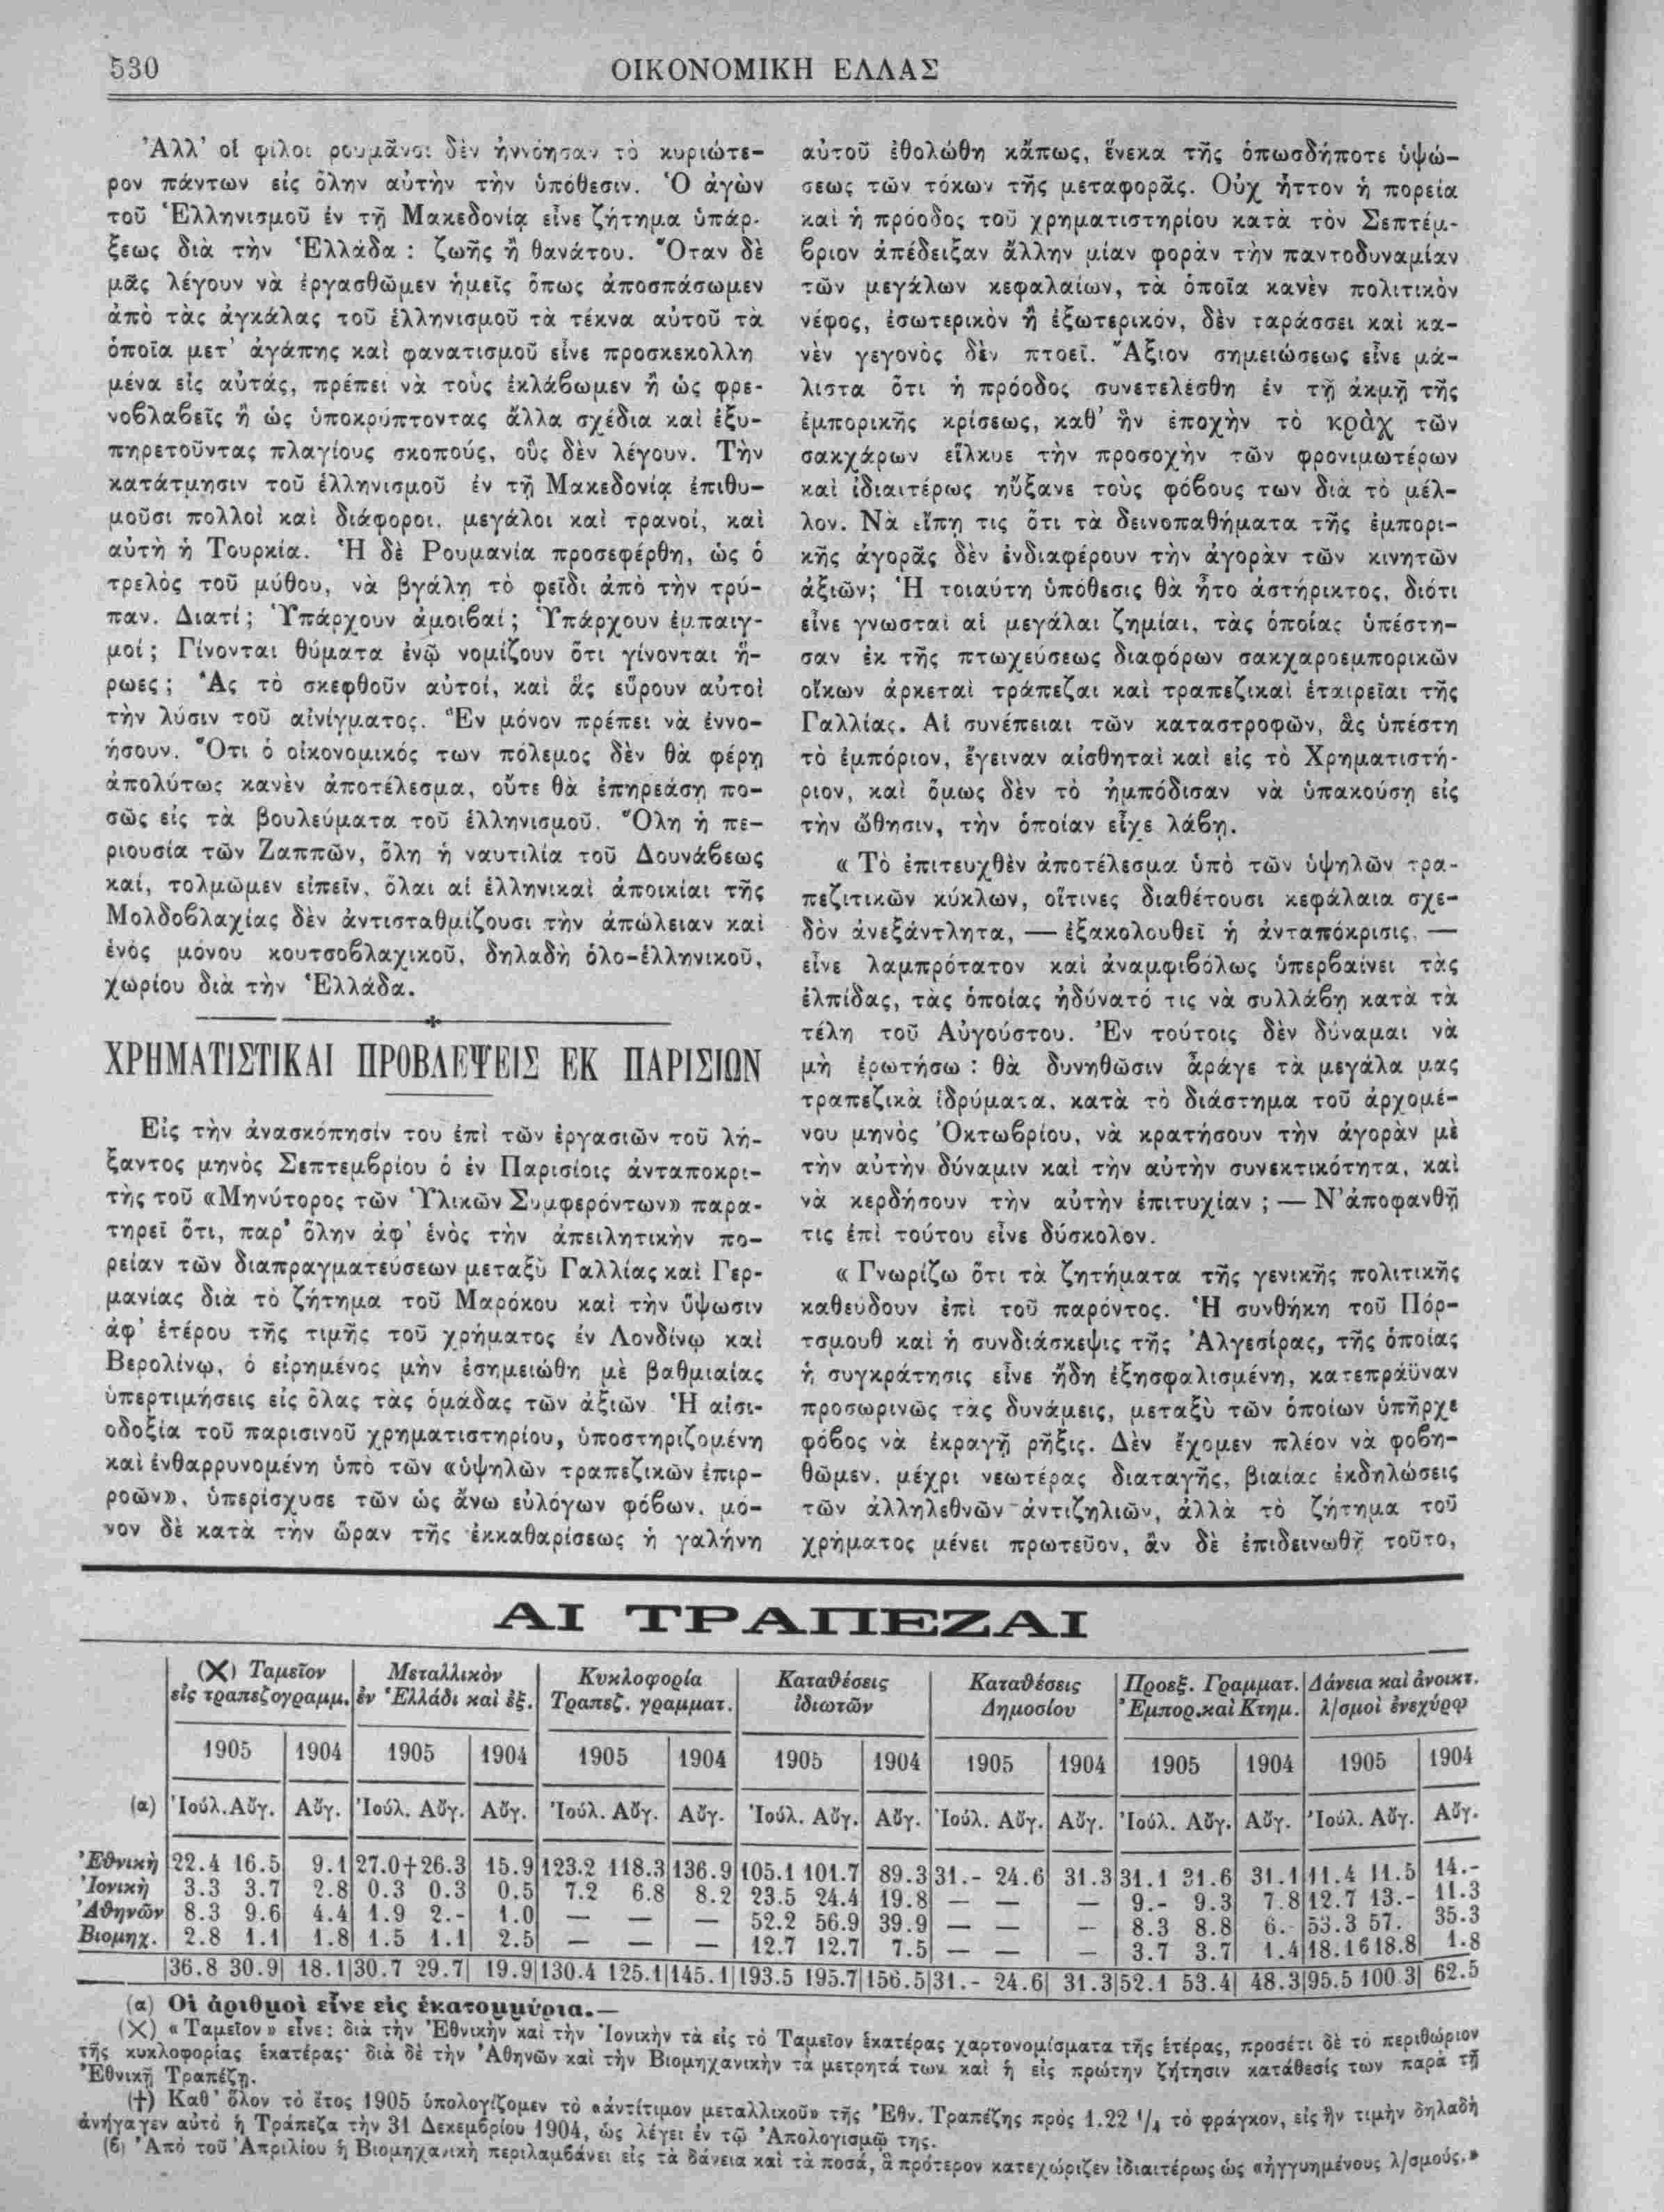 530
ΟΙΚΟΝΟΜΙΚΗ ΕΛΛΑΣ
Ἀλλ' οἱ φίλοι ρουμᾶνοι δὲν ἠννόησαν τὸ κυριώτε-
ρον πάντων εἰς ὅλην αὐτὴν τὴν ὑπόθεσιν. Ὁ ἀγὼν
τοῦ Ἑλληνισμοῦ ἐν τῇ Μακεδονίᾳ εἶνε ζήτημα ὑπάρ-
ξεως διὰ τὴν Ἑλλάδα : ζωῆς ἢ θανάτου. Ὅταν δὲ
μᾶς λέγουν νὰ ἐργασθῶμεν ἡμεῖς ὅπως ἀποσπάσωμεν
ἀπὸ τὰς ἀγκάλας τοῦ ἑλληνισμοῦ τὰ τέκνα αὐτοῦ τὰ
ὁποῖα μετ' ἀγάπης καὶ φανατισμοῦ εἶνε προσκεκολλη
μένα εἰς αὐτάς, πρέπει νὰ τοὺς ἐκλάβωμεν ἢ ὡς φρε-
νοβλαβεῖς ἢ ὡς ὑποκρύπτοντας ἄλλα σχέδια καὶ ἐξυ-
πηρετοῦντας πλαγίους σκοπούς, οὓς δὲν λέγουν. Τὴν
κατάτμησιν τοῦ ἑλληνισμοῦ ἐν τῇ Μακεδονίᾳ ἐπιθυ-
μοῦσι πολλοὶ καὶ διάφοροι, μεγάλοι καὶ τρανοί, καὶ
αὐτὴ ἡ Τουρκία. Ἡ δὲ Ρουμανία προσεφέρθη, ὡς ὁ
τρελὸς τοῦ μύθου, νὰ βγάλῃ τὸ φεῖδι ἀπὸ τὴν τρύ-
παν. Διατί ; Ὑπάρχουν ἀμοιβαί ; Ὑπάρχουν ἐμπαιγ-
μοί ; Γίνονται θύματα ἐνῷ νομίζουν ὅτι γίνονται ἥ-
ρωες ; Ἂς τὸ σκεφθοῦν αὐτοί, καὶ ἂς εὕρουν αὐτοὶ
τὴν λύσιν τοῦ αἰνίγματος. Ἓν μόνον πρέπει νὰ ἐννο-
ήσουν. Ὅτι ὁ οἰκονομικός των πόλεμος δὲν θὰ φέρῃ
ἀπολύτως κανὲν ἀποτέλεσμα, οὔτε θὰ ἐπηρεάσῃ πο-
σῶς εἰς τὰ βουλεύματα τοῦ ἑλληνισμοῦ. Ὅλη ἡ πε-
ριουσία τῶν Ζαππῶν, ὅλη ἡ ναυτιλία τοῦ Δουνάβεως
καί, τολμῶμεν εἰπεῖν, ὅλαι αἱ ἑλληνικαὶ ἀποικίαι τῆς
Μολδοβλαχίας δὲν ἀντισταθμίζουσι τὴν ἀπώλειαν καὶ
ἑνὸς μόνου κουτσοβλαχικοῦ, δηλαδὴ ὁλο-ἑλληνικοῦ,
χωρίου διὰ τὴν Ἑλλάδα.
ΧΡΗΜΑΤΙΣΤΙΚΑΙ ΠΡΟΒΛΕΨΕΙΣ ΕΚ ΠΑΡΙΣΙΩΝ
Εἰς τὴν ἀνασκόπησίν του ἐπὶ τῶν ἐργασιῶν τοῦ λή-
ξαντος μηνὸς Σεπτεμβρίου ὁ ἐν Παρισίοις ἀνταποκρι-
τὴς τοῦ «Μηνύτορος τῶν Ὑλικῶν Συμφερόντων» παρα-
τηρεῖ ὅτι, παρ' ὅλην ἀφ' ἑνὸς τὴν ἀπειλητικὴν πο-
ρείαν τῶν διαπραγματεύσεων μεταξὺ Γαλλίας καὶ Γερ-
μανίας διὰ τὸ ζήτημα τοῦ Μαρόκου καὶ τὴν ὕψωσιν
ἀφ' ἑτέρου τῆς τιμῆς τοῦ χρήματος ἐν Λονδίνῳ καὶ
Βερολίνῳ, ὁ εἰρημένος μὴν ἐσημειώθη μὲ βαθμιαίας
ὑπερτιμήσεις εἰς ὅλας τὰς ὁμάδας τῶν ἀξιῶν. Ἡ αἰσι-
οδοξία τοῦ παρισινοῦ χρηματιστηρίου, ὑποστηριζομένη
καὶ ἐνθαρρυνομένη ὑπὸ τῶν «ὑψηλῶν τραπεζικῶν ἐπιρ-
ροῶν», ὑπερίσχυσε τῶν ὡς ἄνω εὐλόγων φόβων, μό-
νον δὲ κατὰ τὴν ὥραν τῆς ἐκκαθαρίσεως ἡ γαλήνη
αὐτοῦ ἐθολώθη κἄπως, ἕνεκα τῆς ὁπωσδήποτε ὑψώ-
σεως τῶν τόκων τῆς μεταφορᾶς. Οὐχ ἧττον ἡ πορεία
καὶ ἡ πρόοδος τοῦ χρηματιστηρίου κατὰ τὸν Σεπτέμ-
βριον ἀπέδειξαν ἄλλην μίαν φορὰν τὴν παντοδυναμίαν
τῶν μεγάλων κεφαλαίων, τὰ ὁποῖα κανὲν πολιτικὸν
νέφος, ἐσωτερικὸν ἢ ἐξωτερικόν, δὲν ταράσσει καὶ κα-
νὲν γεγονὸς δὲν πτοεῖ. Ἄξιον σημειώσεως εἶνε μά-
λιστα ὅτι ἡ πρόοδος συνετελέσθη ἐν τῇ ἀκμῇ τῆς
ἐμπορικῆς κρίσεως, καθ' ἣν ἐποχὴν τὸ κρὰχ τῶν
σακχάρων εἵλκυε τὴν προσοχὴν τῶν φρονιμωτέρων
καὶ ἰδιαιτέρως ηὔξανε τοὺς φόβους των διὰ τὸ μέλ-
λον. Νὰ εἴπῃ τις ὅτι τὰ δεινοπαθήματα τῆς ἐμπορι-
κῆς ἀγορᾶς δὲν ἐνδιαφέρουν τὴν ἀγορὰν τῶν κινητῶν
ἀξιῶν; Ἡ τοιαύτη ὑπόθεσις θὰ ἦτο ἀστήρικτος, διότι
εἶνε γνωσταὶ αἱ μεγάλαι ζημίαι, τὰς ὁποίας ὑπέστη-
σαν ἐκ τῆς πτωχεύσεως διαφόρων σακχαροεμπορικῶν
οἴκων ἀρκεταὶ τράπεζαι καὶ τραπεζικαὶ ἑταιρεῖαι τῆς
Γαλλίας. Αἱ συνέπειαι τῶν καταστροφῶν, ἃς ὑπέστη
τὸ ἐμπόριον, ἔγειναν αἰσθηταὶ καὶ εἰς τὸ Χρηματιστή-
ριον, καὶ ὅμως δὲν τὸ ἠμπόδισαν νὰ ὑπακούσῃ εἰς
τὴν ὤθησιν, τὴν ὁποίαν εἶχε λάβῃ.
« Τὸ ἐπιτευχθὲν ἀποτέλεσμα ὑπὸ τῶν ὑψηλῶν τρα-
πεζιτικῶν κύκλων, οἵτινες διαθέτουσι κεφάλαια σχε-
δὸν ἀνεξάντλητα, — ἐξακολουθεῖ ἡ ἀνταπόκρισις, —
εἶνε λαμπρότατον καὶ ἀναμφιβόλως ὑπερβαίνει τὰς
ἐλπίδας, τὰς ὁποίας ἠδύνατό τις νὰ συλλάβῃ κατὰ τὰ
τέλη τοῦ Αὐγούστου. Ἐν τούτοις δὲν δύναμαι νὰ
μὴ ἐρωτήσω : θὰ δυνηθῶσιν ἆράγε τὰ μεγάλα μας
τραπεζικὰ ἱδρύματα, κατὰ τὸ διάστημα τοῦ ἀρχομέ-
νου μηνὸς Ὀκτωβρίου, νὰ κρατήσουν τὴν ἀγορὰν μὲ
τὴν αὐτὴν δύναμιν καὶ τὴν αὐτὴν συνεκτικότητα, καὶ
νὰ κερδήσουν τὴν αὐτὴν ἐπιτυχίαν ; — Ν' ἀποφανθῇ
τις ἐπὶ τούτου εἶνε δύσκολον.
« Γνωρίζω ὅτι τὰ ζητήματα τῆς γενικῆς πολιτικῆς
καθεύδουν ἐπὶ τοῦ παρόντος. Ἡ συνθήκη τοῦ Πόρ-
τσμουθ καὶ ἡ συνδιάσκεψις τῆς Ἀλγεσίρας, τῆς ὁποίας
ἡ συγκράτησις εἶνε ἤδη ἐξησφαλισμένη, κατεπράϋναν
προσωρινῶς τὰς δυνάμεις, μεταξὺ τῶν ὁποίων ὑπῆρχε
φόβος νὰ ἐκραγῇ ρῆξις. Δὲν ἔχομεν πλέον νὰ φοβη-
θῶμεν, μέχρι νεωτέρας διαταγῆς, βιαίας ἐκδηλώσεις
τῶν ἀλληλεθνῶν ἀντιζηλιῶν, ἀλλὰ τὸ ζήτημα τοῦ
χρήματος μένει πρωτεῦον, ἂν δὲ ἐπιδεινωθῇ τοῦτο,
ΑΙ ΤΡΑΠΕΖΑΙ
(X) Ταμεῖον Μεταλλικὸν Κυκλοφορία Καταθέσεις Καταθέσεις Προεξ. Γραμματ. Δάνεια καὶ ἀνοικτ.
εἰς τραπεζογραμμ. ἐν Ἑλλάδι καὶ ἐξ. Τραπεζ. γραμματ. ἰδιωτῶν Δημοσίου Ἐμπορ. καὶ Κτημ. λ/σμοὶ ἐνεχύρῳ
1905 1904 1905 1904 1905 1904 1905 1904 1905 1904 1905 1904 1905 1904
(α) Ἰούλ. Αὔγ. Αὔγ. Ἰούλ. Αὔγ. Αὔγ. Ἰούλ. Αὔγ. Αὔγ. Ἰούλ. Αὔγ. Αὔγ. Ἰούλ. Αὔγ. Αὔγ. Ἰούλ. Αὔγ. Αὔγ. Ἰούλ. Αὔγ. Αὔγ.
Ἐθνικὴ 22.4 16.5 9.1 27.0†26.3 15.9 123.2 118.3 136.9 105.1 101.7 89.3 31.- 24.6 31.3 31.1 31.6 31.1 11.4 11.5 14.-
Ἰονικὴ 3.3 3.7 2.8 0.3 0.3 0.5 7.2 6.8 8.2 23.5 24.4 19.8 — — — 9.- 9.3 7.8 12.7 13.- 11.3
Ἀθηνῶν 8.3 9.6 4.4 1.9 2.- 1.0 — — — 52.2 56.9 39.9 — — — 8.3 8.8 6.- 53.3 57. 35.3
Βιομηχ. 2.8 1.1 1.8 1.5 1.1 2.5 — — — 12.7 12.7 7.5 — — — 3.7 3.7 1.4 18.1618.8 1.8
36.8 30.9 18.1 30.7 29.7 19.9 130.4 125.1 145.1 193.5 195.7 156.5 31.- 24.6 31.3 52.1 53.4 48.3 95.5 100.3 62.5
(α) Οἱ ἀριθμοὶ εἶνε εἰς ἑκατομμύρια.—
(X) «Ταμεῖον» εἶνε: διὰ τὴν Ἐθνικὴν καὶ τὴν Ἰονικὴν τὰ εἰς τὸ Ταμεῖον ἑκατέρας χαρτονομίσματα τῆς ἑτέρας, προσέτι δὲ τὸ περιθώριον
τῆς κυκλοφορίας ἑκατέρας· διὰ δὲ τὴν Ἀθηνῶν καὶ τὴν Βιομηχανικὴν τὰ μετρητά των καὶ ἡ εἰς πρώτην ζήτησιν κατάθεσίς των παρὰ τῇ
Ἐθνικῇ Τραπέζῃ.
(†) Καθ' ὅλον τὸ ἔτος 1905 ὑπολογίζομεν τὸ «ἀντίτιμον μεταλλικοῦ» τῆς Ἐθν. Τραπέζης πρὸς 1.22 1/4 τὸ φράγκον, εἰς ἣν τιμὴν δηλαδὴ
ἀνήγαγεν αὐτὸ ἡ Τράπεζα τὴν 31 Δεκεμβρίου 1904, ὡς λέγει ἐν τῷ Ἀπολογισμῷ της.
(ϐ) Ἀπὸ τοῦ Ἀπριλίου ἡ Βιομηχανικὴ περιλαμβάνει εἰς τὰ δάνεια καὶ τὰ ποσά, ἃ πρότερον κατεχώριζεν ἰδιαιτέρως ὡς «ἠγγυημένους λ/σμούς.»